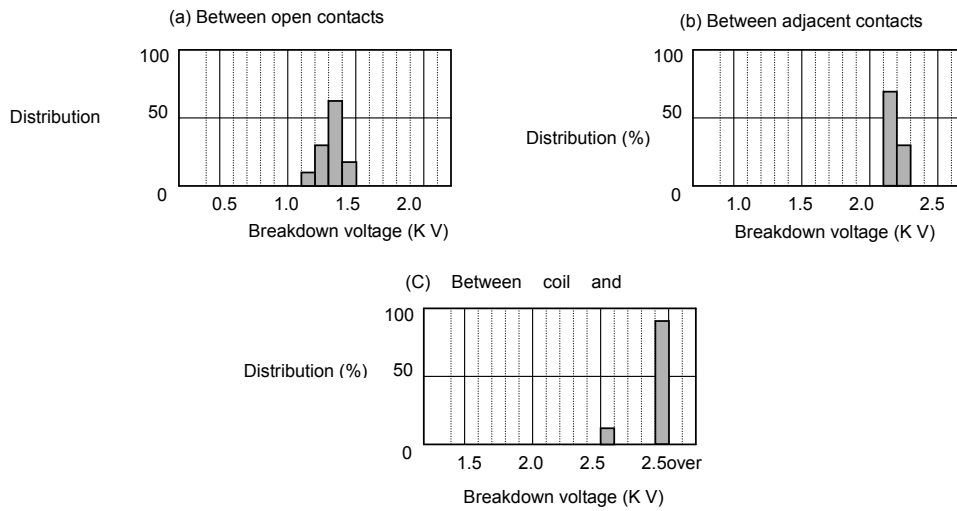 (a) Between open contacts
100
Distribution
50
0
0.5 1.0 1.5 2.0
Breakdown voltage (K V)
(b) Between adjacent contacts
100
50
Distribution (%)
0
1.0 1.5 2.0 2.5
Breakdown voltage (K V)
(C) Between coil and
100
Distribution (%)
50
0
1.5 2.0 2.5 2.5over
Breakdown voltage (K V)